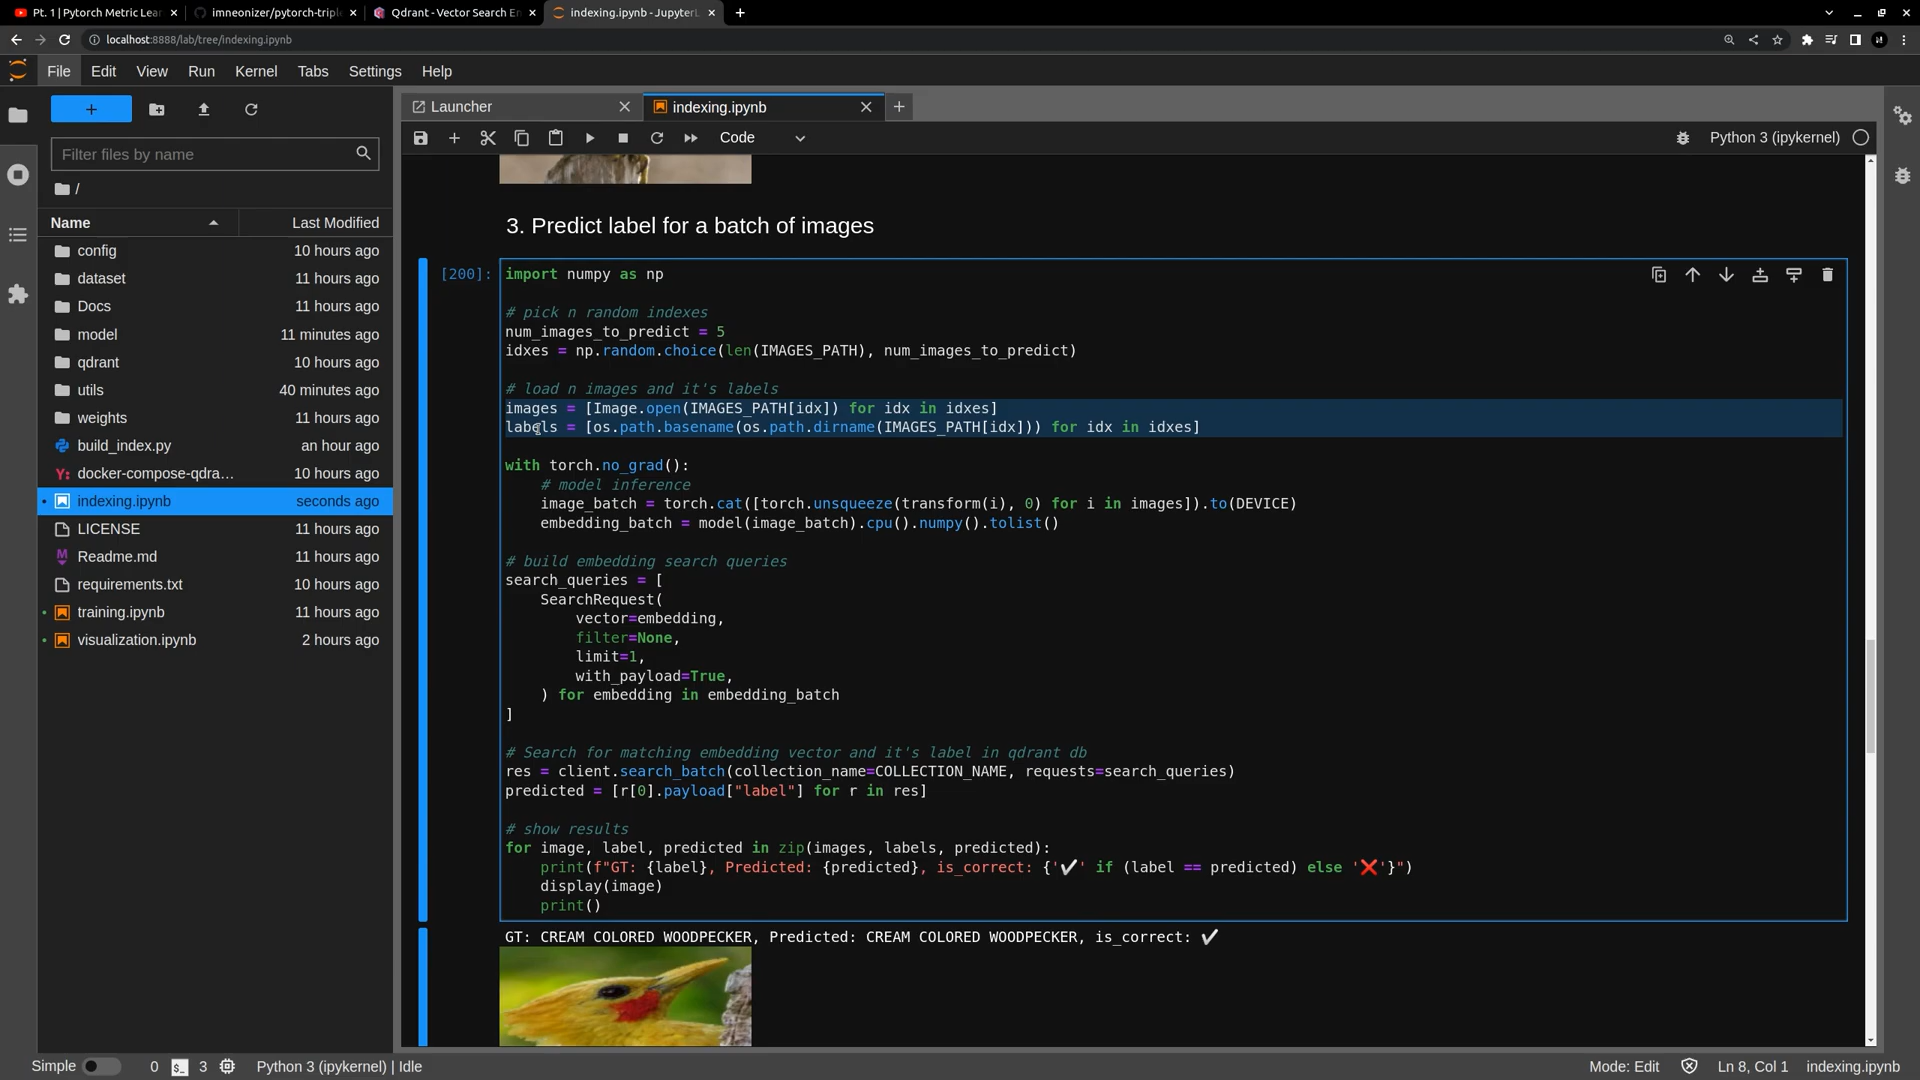 Pt. 1 | Pytorch Metric Lea
imneonizer/pytorch-triple
Qdrant - Vector Search En
indexing.ipynb - JupyterL
localhost:8888/lab/tree/indexing.ipynb
File Edit View Run Kernel Tabs Settings Help
Launcher
indexing.ipynb
Code
Python 3 (ipykernel)
Filter files by name
/
Name Last Modified
config 10 hours ago
dataset 11 hours ago
Docs 11 hours ago
model 11 minutes ago
qdrant 10 hours ago
utils 40 minutes ago
weights 11 hours ago
build_index.py an hour ago
docker-compose-qdra... 10 hours ago
indexing.ipynb seconds ago
LICENSE 11 hours ago
Readme.md 11 hours ago
requirements.txt 10 hours ago
training.ipynb 11 hours ago
visualization.ipynb 2 hours ago
3. Predict label for a batch of images
[200]:
import numpy as np
# pick n random indexes
num_images_to_predict = 5
idxes = np.random.choice(len(IMAGES_PATH), num_images_to_predict)
# load n images and it's labels
images = [Image.open(IMAGES_PATH[idx]) for idx in idxes]
labels = [os.path.basename(os.path.dirname(IMAGES_PATH[idx])) for idx in idxes]
with torch.no_grad():
# model inference
image_batch = torch.cat([torch.unsqueeze(transform(i), 0) for i in images]).to(DEVICE)
embedding_batch = model(image_batch).cpu().numpy().tolist()
# build embedding search queries
search_queries = [
SearchRequest(
vector=embedding,
filter=None,
limit=1,
with_payload=True,
) for embedding in embedding_batch
]
# Search for matching embedding vector and it's label in qdrant db
res = client.search_batch(collection_name=COLLECTION_NAME, requests=search_queries)
predicted = [r[0].payload["label"] for r in res]
# show results
for image, label, predicted in zip(images, labels, predicted):
print(f"GT: {label}, Predicted: {predicted}, is_correct: {'✔' if (label == predicted) else '❌'}")
display(image)
print()
GT: CREAM COLORED WOODPECKER, Predicted: CREAM COLORED WOODPECKER, is_correct: ✔
Simple 0 $_ 3 Python 3 (ipykernel) | Idle
Mode: Edit Ln 8, Col 1 indexing.ipynb